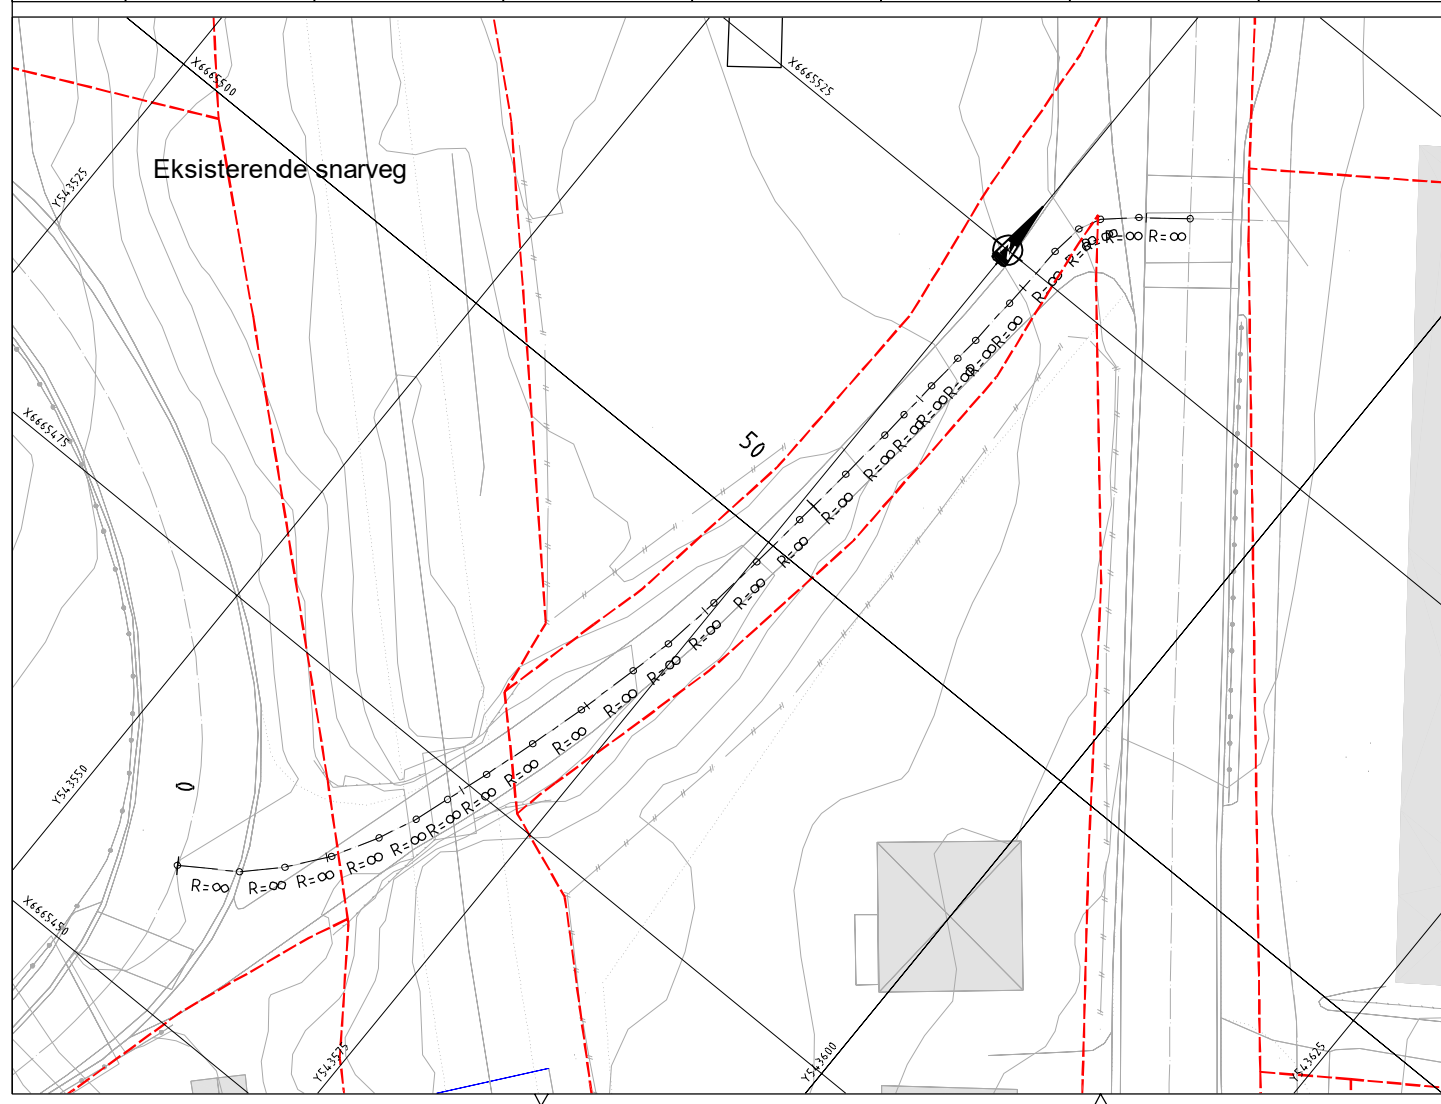 X6665500
X6665525
Eksisterende snarveg
Y543525
R=∞
R=∞
R=∞
R=∞
R=∞
R=∞
R=∞
X6665475
R=∞
R=∞
R=∞
50
R=∞
R=∞
R=∞
R=∞
R=∞
R=∞
R=∞
R=∞
Y543550
0
R=∞
R=∞
R=∞
R=∞
R=∞
R=∞
R=∞
R=∞
X6665450
Y543575
Y543600
Y543625